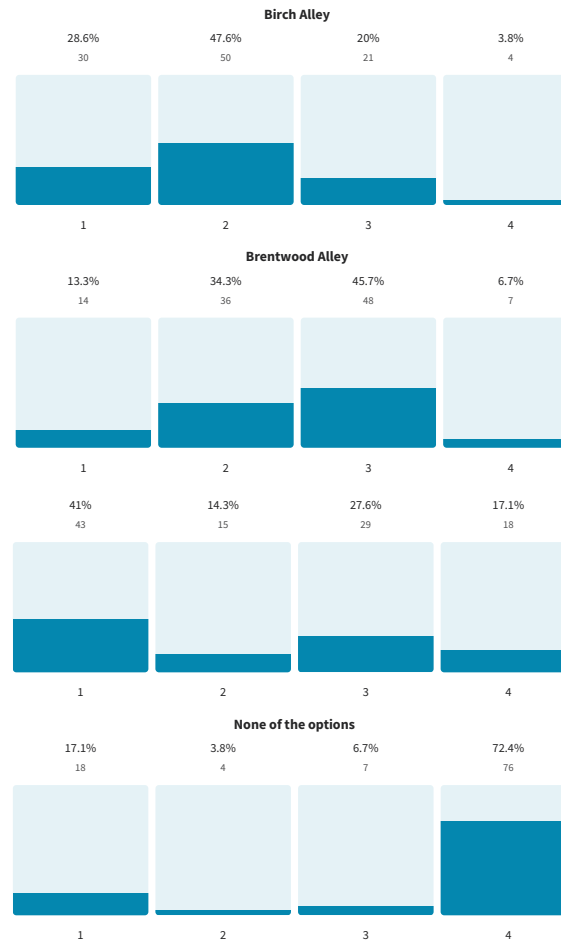 Birch Alley
28.6% 47.6% 20% 3.8%
30 50 21 4
1 2 3 4
Brentwood Alley
13.3% 34.3% 45.7% 6.7%
14 36 48 7
1 2 3 4
41% 14.3% 27.6% 17.1%
43 15 29 18
1 2 3 4
None of the options
17.1% 3.8% 6.7% 72.4%
18 4 7 76
1 2 3 4